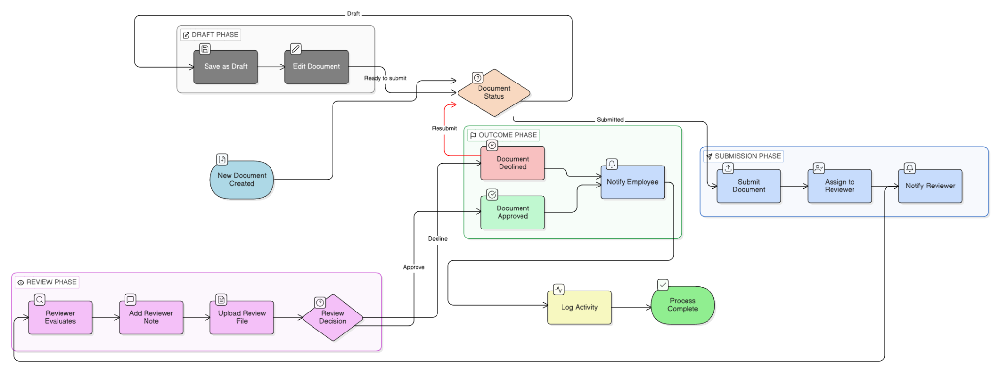 Draft
DRAFT PHASE
Save as Draft
Edit Document
Ready to submit
Document
Status
Submitted
Resubmit
OUTCOME PHASE
Document
Declined
Notify Employee
Document
Approved
SUBMISSION PHASE
Submit
Document
Assign to
Reviewer
Notify Reviewer
New Document
Created
Decline
Approve
REVIEW PHASE
Reviewer
Evaluates
Add Reviewer
Note
Upload Review
File
Review
Decision
Log Activity
Process
Complete